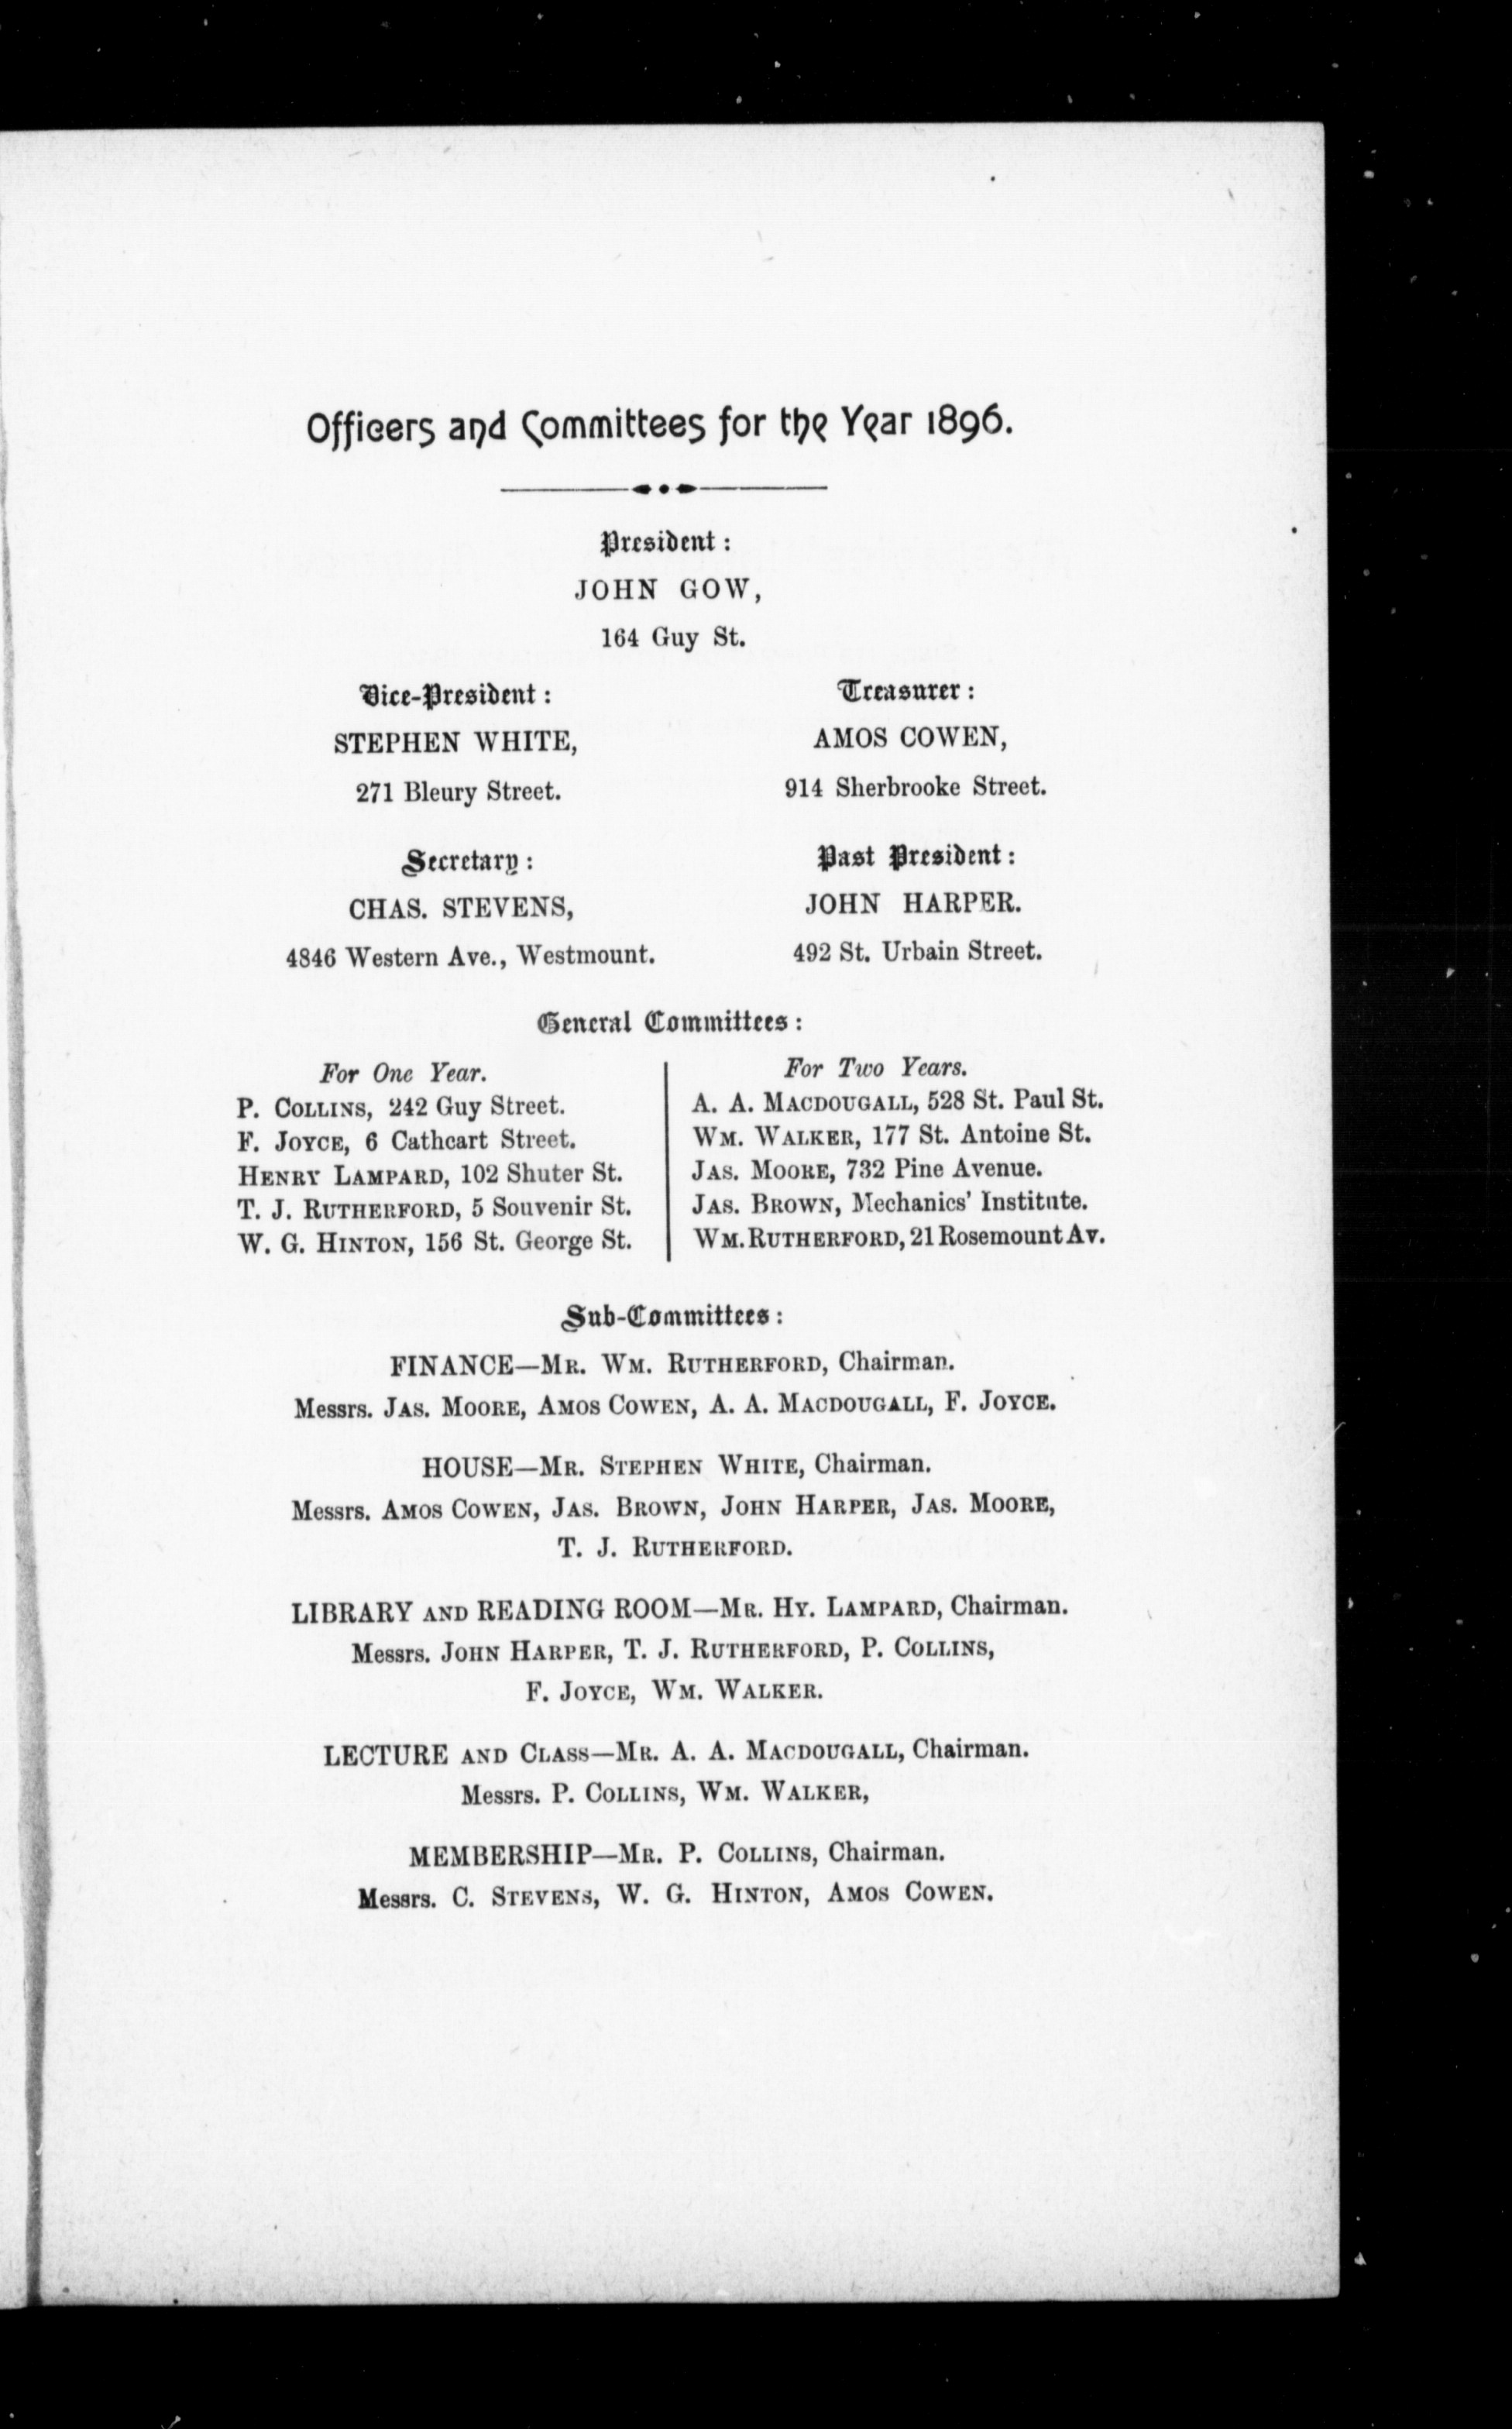 Officers and Committees for the Year 1896.
President :
JOHN GOW,
164 Guy St.
Vice-President :
STEPHEN WHITE,
271 Bleury Street.
Treasurer :
AMOS COWEN,
914 Sherbrooke Street.
Secretary :
CHAS. STEVENS,
4846 Western Ave., Westmount.
Past President :
JOHN HARPER.
492 St. Urbain Street.
General Committees :
For One Year.
P. COLLINS, 242 Guy Street.
F. JOYCE, 6 Cathcart Street.
HENRY LAMPARD, 102 Shuter St.
T. J. RUTHERFORD, 5 Souvenir St.
W. G. HINTON, 156 St. George St.
For Two Years.
A. A. MACDOUGALL, 528 St. Paul St.
WM. WALKER, 177 St. Antoine St.
JAS. MOORE, 732 Pine Avenue.
JAS. BROWN, Mechanics' Institute.
WM. RUTHERFORD, 21 Rosemount Av.
Sub-Committees :
FINANCE—MR. WM. RUTHERFORD, Chairman.
Messrs. JAS. MOORE, AMOS COWEN, A. A. MACDOUGALL, F. JOYCE.
HOUSE—MR. STEPHEN WHITE, Chairman.
Messrs. AMOS COWEN, JAS. BROWN, JOHN HARPER, JAS. MOORE,
T. J. RUTHERFORD.
LIBRARY AND READING ROOM—MR. HY. LAMPARD, Chairman.
Messrs. JOHN HARPER, T. J. RUTHERFORD, P. COLLINS,
F. JOYCE, WM. WALKER.
LECTURE AND CLASS—MR. A. A. MACDOUGALL, Chairman.
Messrs. P. COLLINS, WM. WALKER,
MEMBERSHIP—MR. P. COLLINS, Chairman.
Messrs. C. STEVENS, W. G. HINTON, AMOS COWEN.